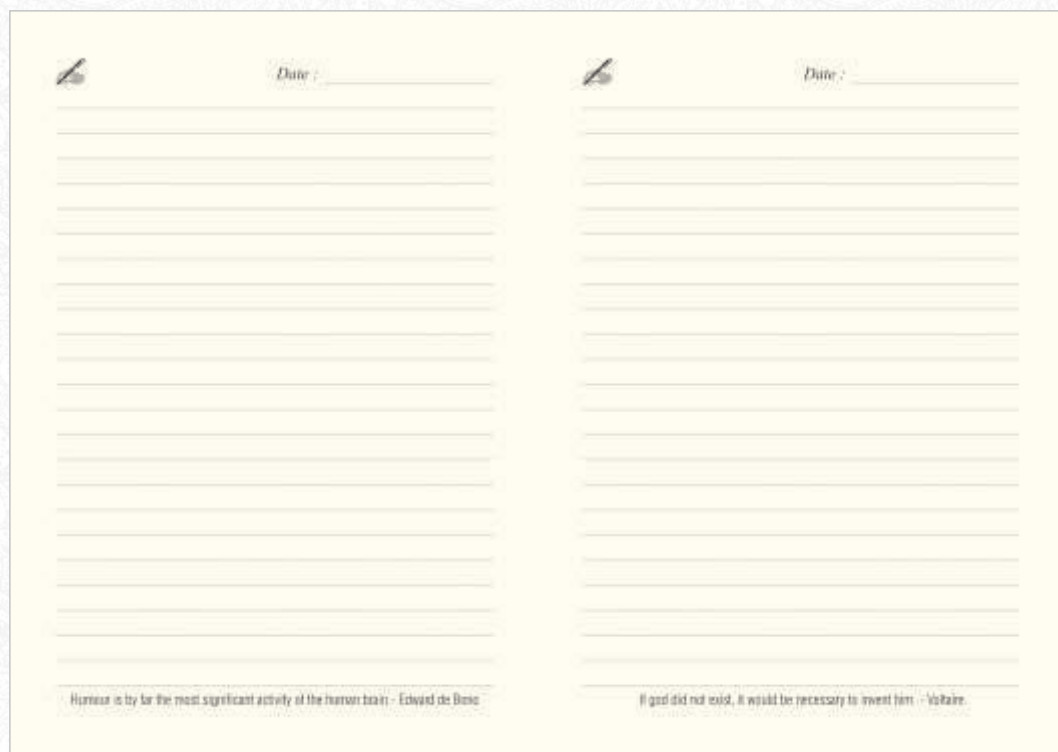 Date :
Humour is by far the most significant activity of the human brain - Edward de Bono
Date :
If god did not exist, it would be necessary to invent him. - Voltaire.